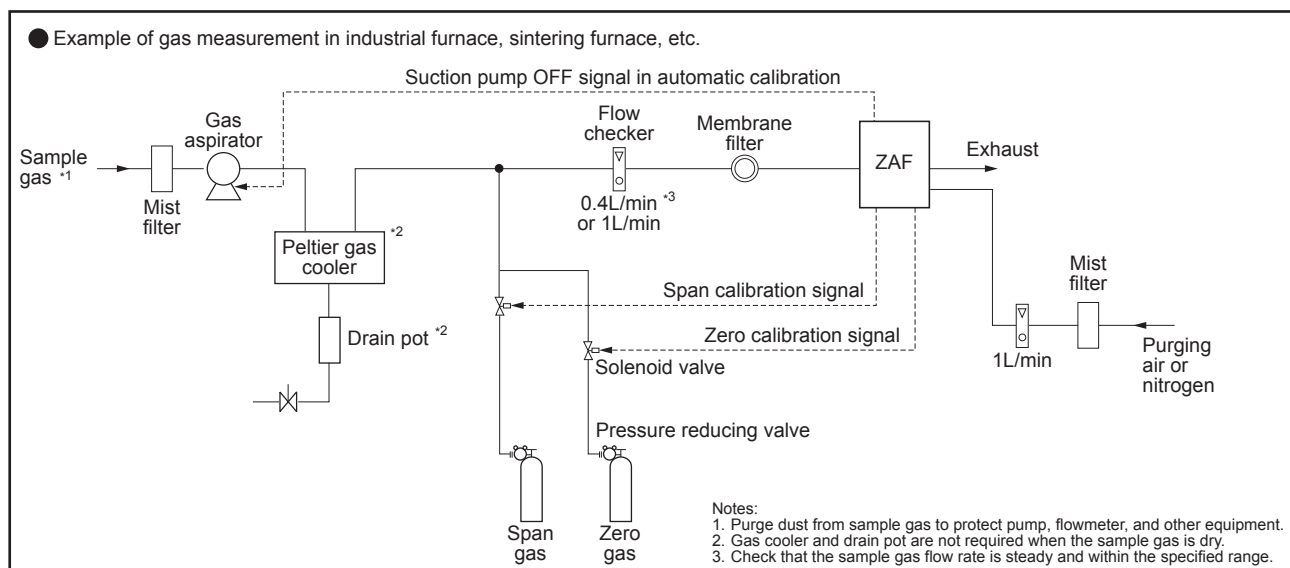 ● Example of gas measurement in industrial furnace, sintering furnace, etc.
Suction pump OFF signal in automatic calibration
Gas
aspirator
Flow
checker
Membrane
filter
ZAF
Exhaust
Sample
gas *1
Mist
filter
0.4L/min *3
or 1L/min
Peltier gas
cooler
*2
Span calibration signal
Mist
filter
Drain pot *2
Zero calibration signal
Solenoid valve
1L/min
Purging
air or
nitrogen
Pressure reducing valve
Span
gas
Zero
gas
Notes:
1. Purge dust from sample gas to protect pump, flowmeter, and other equipment.
2. Gas cooler and drain pot are not required when the sample gas is dry.
3. Check that the sample gas flow rate is steady and within the specified range.